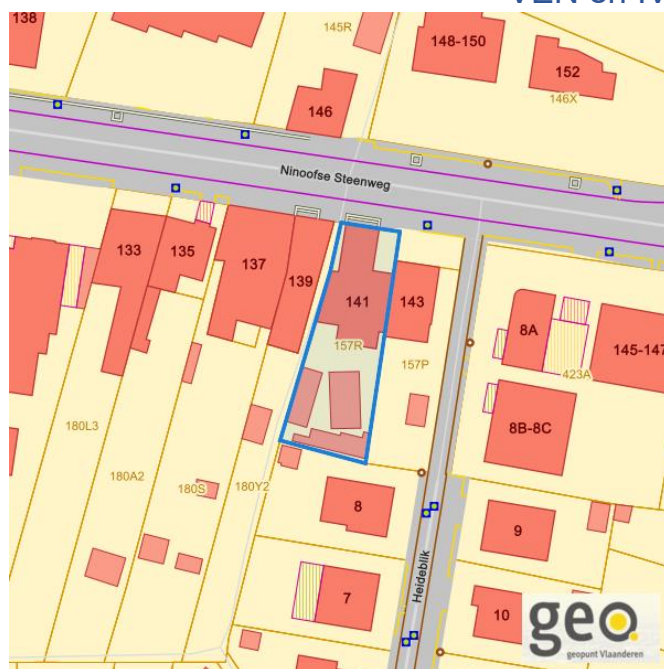 138
145R
148-150
152
146X
146
Ninoofse Steenweg
133
135
137
139
141
143
157R
157P
8A
145-147
423A
8B-8C
180L3
180A2
180S
180Y2
8
9
Heideblik
7
10
geo.
geopunt Vlaanderen